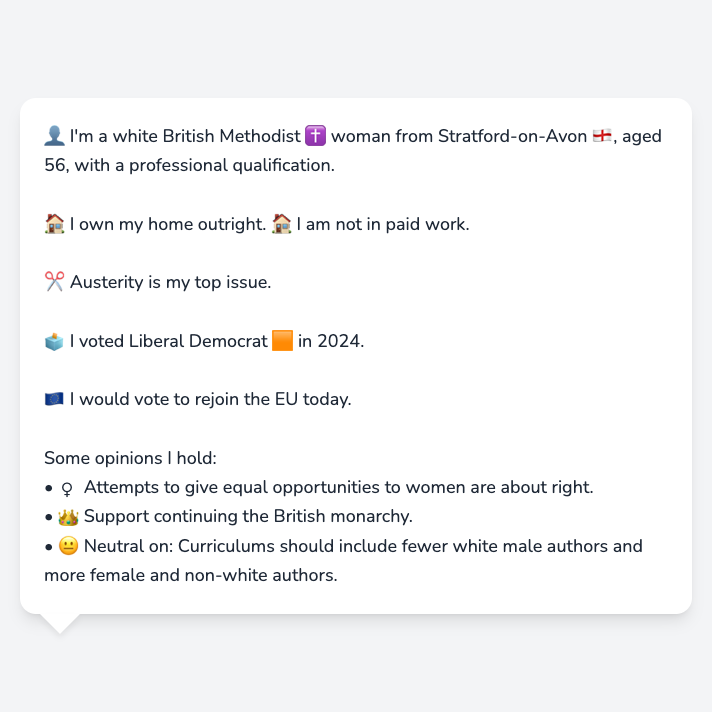 👤 I'm a white British Methodist ✝️ woman from Stratford-on-Avon 🏴󠁧󠁢󠁥󠁮󠁧󠁿, aged
56, with a professional qualification.
🏠 I own my home outright. 🏠 I am not in paid work.
✂️ Austerity is my top issue.
🗳️ I voted Liberal Democrat 🟧 in 2024.
🇪🇺 I would vote to rejoin the EU today.
Some opinions I hold:
• ♀️ Attempts to give equal opportunities to women are about right.
• 👑 Support continuing the British monarchy.
• 😐 Neutral on: Curriculums should include fewer white male authors and
more female and non-white authors.